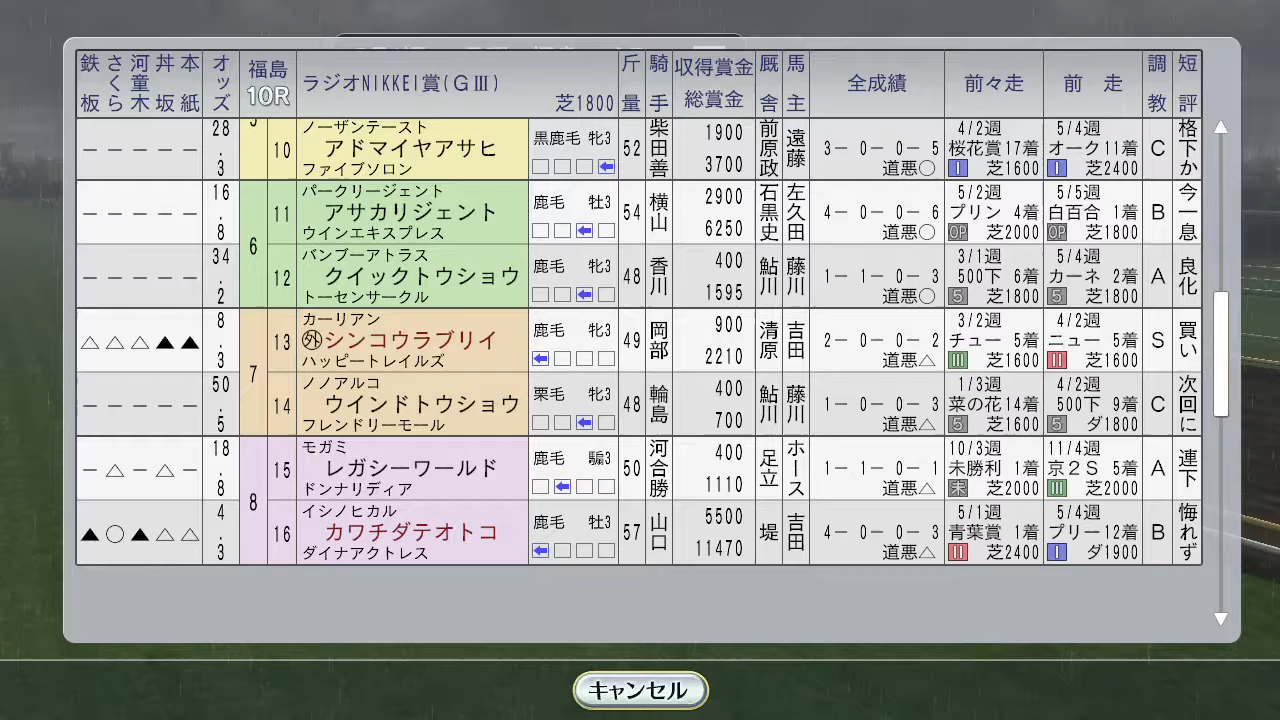 鉄板 さくら 河童木 丼坂 本紙 オッズ 福島10R ラジオNIKKEI賞(GⅢ) 芝1800 斤量 騎手 収得賞金 総賞金 厩舎 馬主 全成績 前々走 前走 調教 短評
－ － － － － 28.3 10 ノーザンテースト 黒鹿毛 牝3 52 柴田善 1900 前原政 遠藤 3－0－0－5 4/2週 5/4週 C 格下か
アドマイヤアサヒ 桜花賞17着 オーク11着
ファイブソロン 3700 道悪○ Ⅰ 芝1600 Ⅰ 芝2400
－ － － － － 16.8 6 11 パークリージェント 鹿毛 牡3 54 横山 2900 石黒史 左久田 4－0－0－6 5/2週 5/5週 B 今一息
アサカリジェント プリン 4着 白百合 1着
ウインエキスプレス 6250 道悪○ OP 芝2000 OP 芝1800
－ － － － － 34.2 12 バンブーアトラス 鹿毛 牝3 48 香川 400 鮎川 藤川 1－1－0－3 3/1週 5/4週 A 良化
クイックトウショウ 500下 6着 カーネ 2着
トーセンサークル 1595 道悪○ 5 芝1800 5 芝1800
△ △ △ ▲ ▲ 8.3 7 13 カーリアン 鹿毛 牝3 49 岡部 900 清原 吉田 2－0－0－2 3/2週 4/2週 S 買い
外 シンコウラブリイ チュー 5着 ニュー 5着
ハッピートレイルズ 2210 道悪△ Ⅲ 芝1600 Ⅱ 芝1600
－ － － － － 50.5 14 ノノアルコ 栗毛 牝3 48 輪島 400 鮎川 藤川 1－0－0－3 1/3週 4/2週 C 次回に
ウインドトウショウ 菜の花14着 500下 9着
フレンドリーモール 700 道悪△ 5 芝1600 5 ダ1800
－ △ － △ － 18.8 8 15 モガミ 鹿毛 騸3 50 河合勝 400 足立 ホース 1－1－0－1 10/3週 11/4週 A 連下
レガシーワールド 未勝利 1着 京2S 5着
ドンナリディア 1110 道悪△ 未 芝2000 Ⅲ 芝2000
▲ ○ ▲ △ △ 4.3 16 イシノヒカル 鹿毛 牡3 57 山口 5500 堤 吉田 4－0－0－3 5/1週 5/4週 B 悔れず
カワチダテオトコ 青葉賞 1着 プリー12着
ダイナアクトレス 11470 道悪△ Ⅱ 芝2400 Ⅰ ダ1900
キャンセル